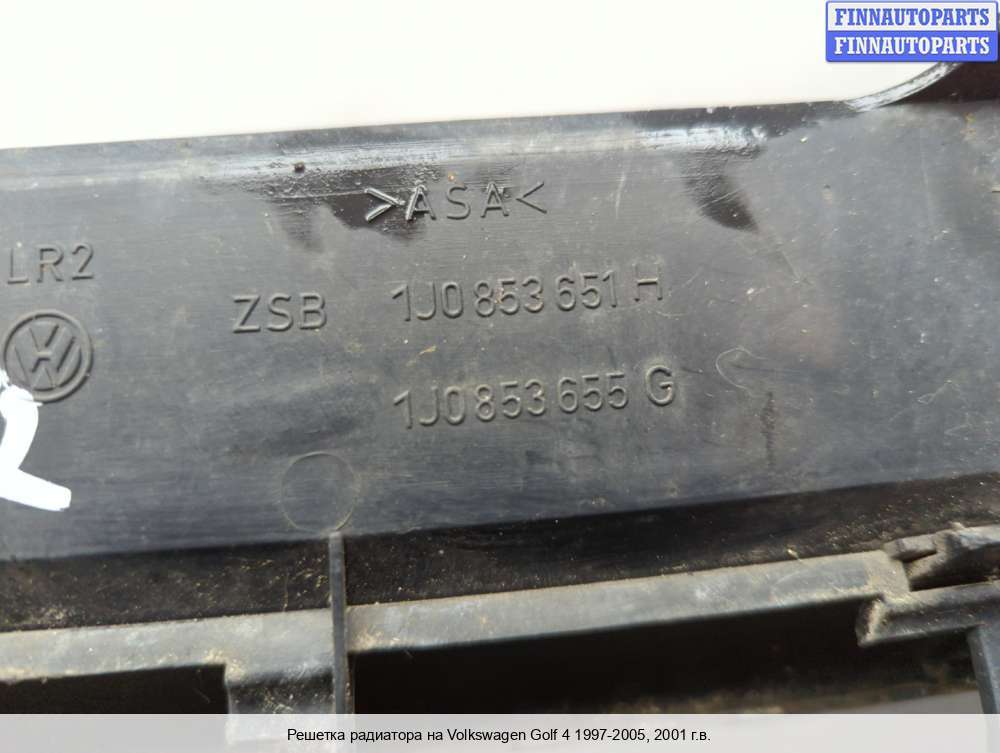 FINNAUTOPARTS
FINNAUTOPARTS
>ASA<
LR2
ZSB 1J0 853 651 H
VW
1J0 853 655 G
Решетка радиатора на Volkswagen Golf 4 1997-2005, 2001 г.в.